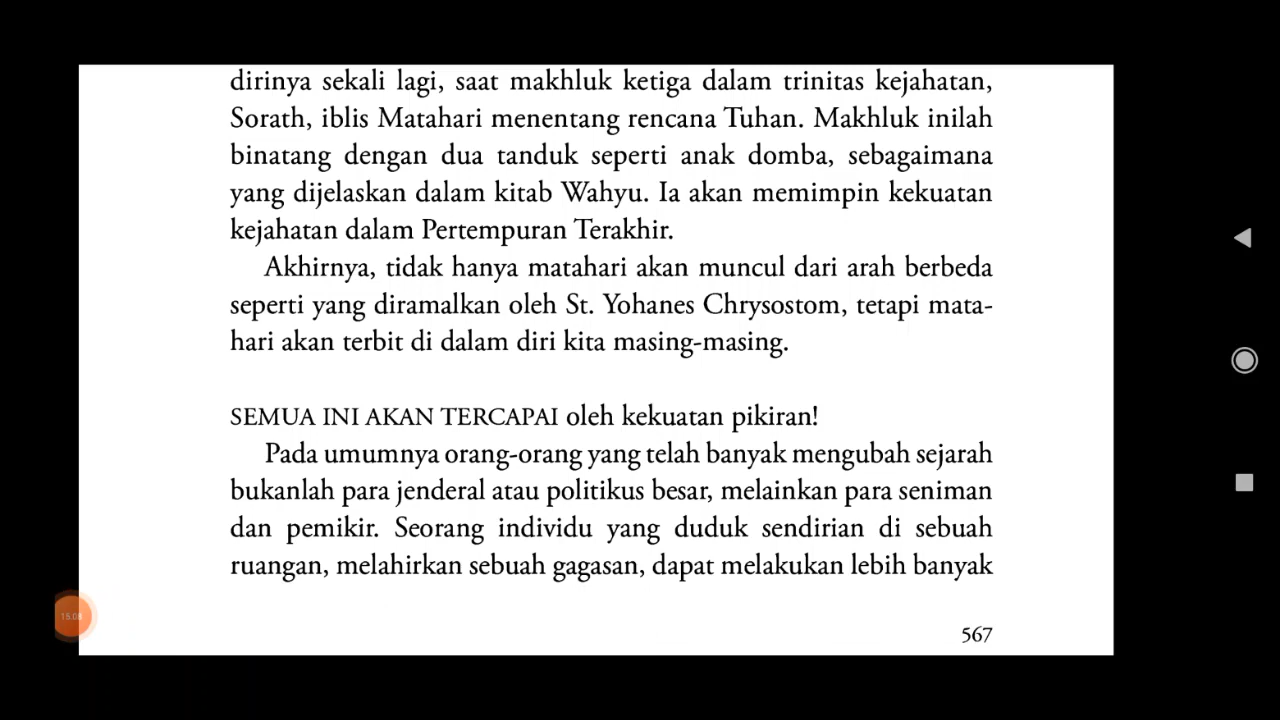 dirinya sekali lagi, saat makhluk ketiga dalam trinitas kejahatan,
Sorath, iblis Matahari menentang rencana Tuhan. Makhluk inilah
binatang dengan dua tanduk seperti anak domba, sebagaimana
yang dijelaskan dalam kitab Wahyu. Ia akan memimpin kekuatan
kejahatan dalam Pertempuran Terakhir.
Akhirnya, tidak hanya matahari akan muncul dari arah berbeda
seperti yang diramalkan oleh St. Yohanes Chrysostom, tetapi mata-
hari akan terbit di dalam diri kita masing-masing.
SEMUA INI AKAN TERCAPAI oleh kekuatan pikiran!
Pada umumnya orang-orang yang telah banyak mengubah sejarah
bukanlah para jenderal atau politikus besar, melainkan para seniman
dan pemikir. Seorang individu yang duduk sendirian di sebuah
ruangan, melahirkan sebuah gagasan, dapat melakukan lebih banyak
567